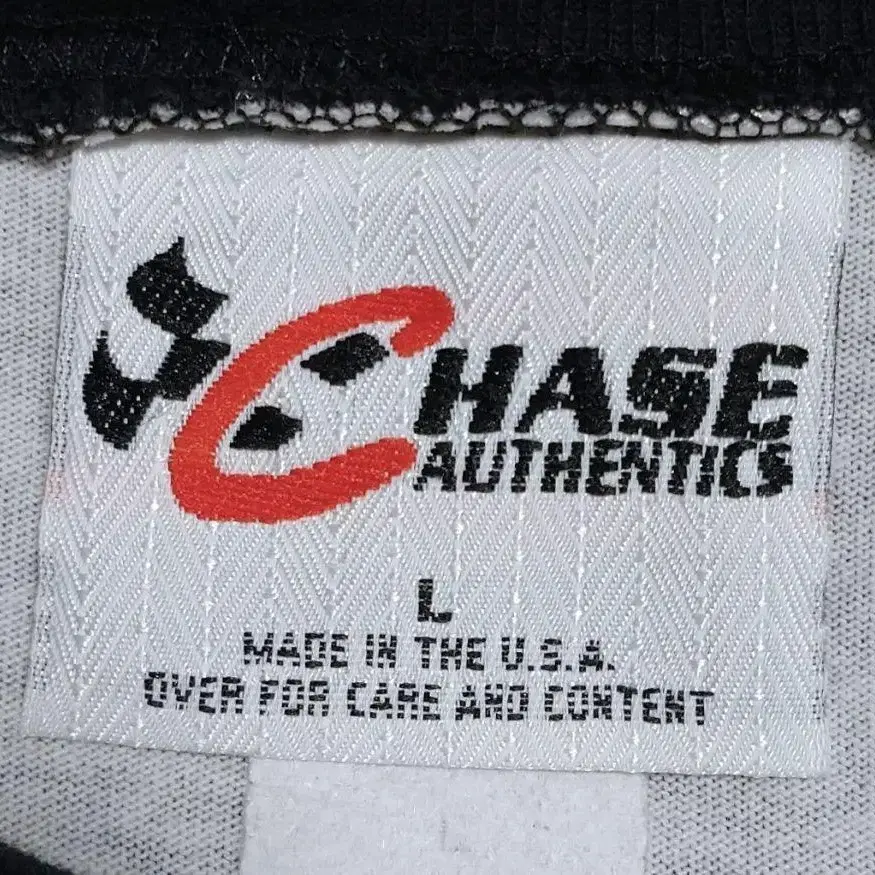 CHASE
AUTHENTICS
L
MADE IN THE U.S.A.
OVER FOR CARE AND CONTENT